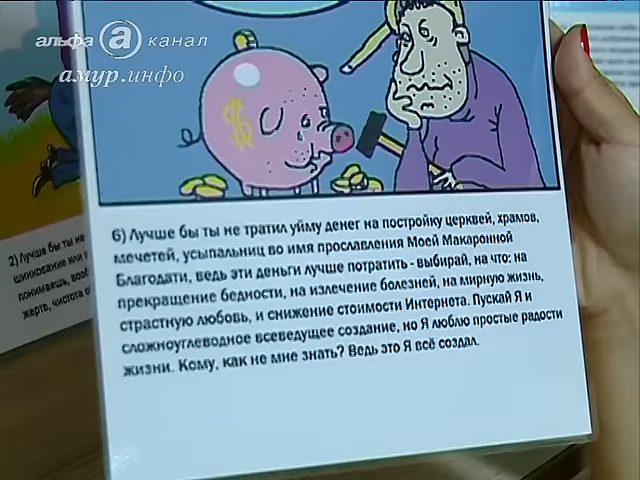 альфа а канал
амур.инфо
$
6) Лучше бы ты не тратил уйму денег на постройку церквей, храмов,
мечетей, усыпальниц во имя прославления Моей Макаронной
Благодати, ведь эти деньги лучше потратить - выбирай, на что: на
прекращение бедности, на излечение болезней, на мирную жизнь,
страстную любовь, и снижение стоимости Интернета. Пускай Я и
сложноуглеводное всеведущее создание, но Я люблю простые радости
жизни. Кому, как не мне знать? Ведь это Я всё создал.
2) Лучше бы ты не
шинкование или
понимаешь, вооб
жертв, чистота